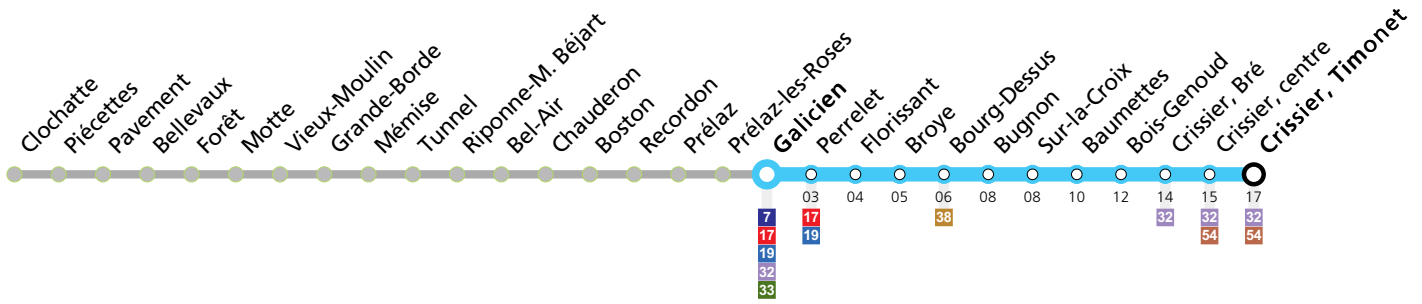 Clochatte
Piécettes
Pavement
Bellevaux
Forêt
Motte
Vieux-Moulin
Grande-Borde
Mémise
Tunnel
Riponne-M. Béjart
Bel-Air
Chauderon
Boston
Recordon
Prélaz
Prélaz-les-Roses
Galicien
Perrelet
Florissant
Broye
Bourg-Dessus
Bugnon
Sur-la-Croix
Baumettes
Bois-Genoud
Crissier, Bré
Crissier, centre
Crissier, Timonet
03 04 05 06 08 08 10 12 14 15 17
7 17 38 32 32 32
17 19 54 54
19
32
33